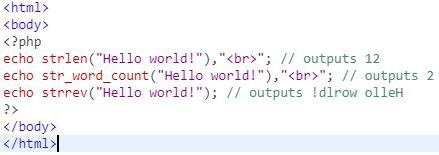 <html>
<body>
<?php
echo strlen("Hello world!"),"<br>"; // outputs 12
echo str_word_count("Hello world!"),"<br>"; // outputs 2
echo strrev("Hello world!"); // outputs !dlrow olleH
?>
</body>
</html>